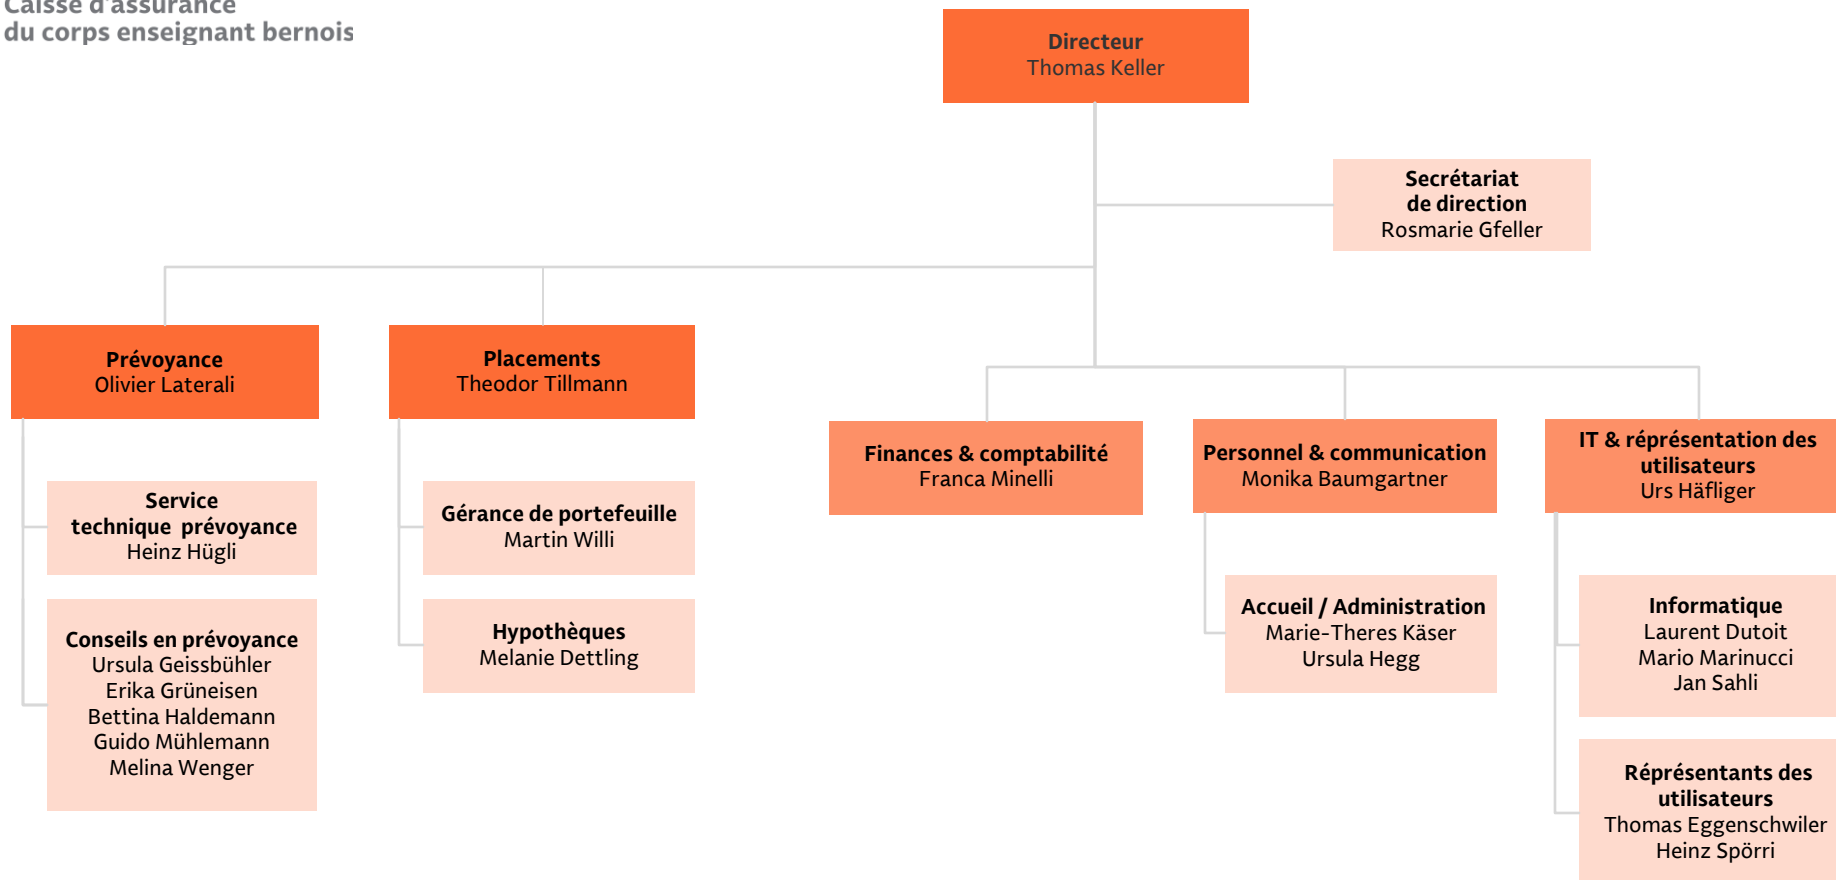 Caisse d'assurance
du corps enseignant bernois
Directeur
Thomas Keller
Secrétariat
de direction
Rosmarie Gfeller
Prévoyance
Olivier Laterali
Placements
Theodor Tillmann
Finances & comptabilité
Franca Minelli
Personnel & communication
Monika Baumgartner
IT & réprésentation des
utilisateurs
Urs Häfliger
Service
technique prévoyance
Heinz Hügli
Gérance de portefeuille
Martin Willi
Conseils en prévoyance
Ursula Geissbühler
Erika Grüneisen
Bettina Haldemann
Guido Mühlemann
Melina Wenger
Hypothèques
Melanie Dettling
Accueil / Administration
Marie-Theres Käser
Ursula Hegg
Informatique
Laurent Dutoit
Mario Marinucci
Jan Sahli
Réprésentants des
utilisateurs
Thomas Eggenschwiler
Heinz Spörri